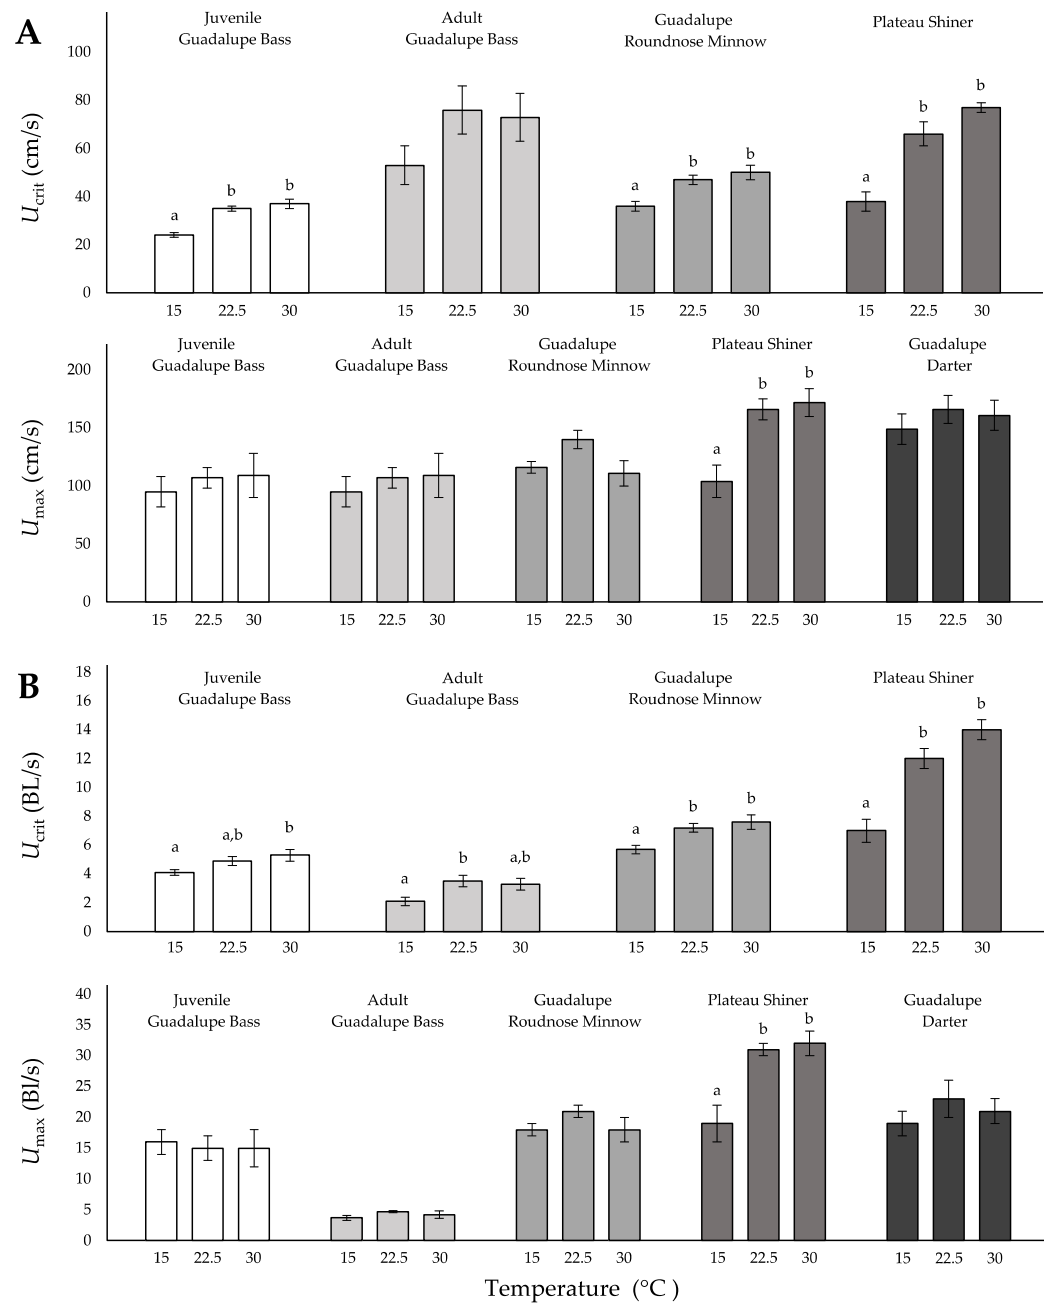 A
Juvenile
Guadalupe Bass
Adult
Guadalupe Bass
Guadalupe
Roundnose Minnow
Plateau Shiner
Ucrit (cm/s)
100
80
60
40
20
0
a
b
b
a
b
b
a
b
b
15
22.5
30
15
22.5
30
15
22.5
30
15
22.5
30
Juvenile
Guadalupe Bass
Adult
Guadalupe Bass
Guadalupe
Roundnose Minnow
Plateau Shiner
Guadalupe
Darter
Umax (cm/s)
200
150
100
50
0
a
b
b
15
22.5
30
15
22.5
30
15
22.5
30
15
22.5
30
15
22.5
30
B
Juvenile
Guadalupe Bass
Adult
Guadalupe Bass
Guadalupe
Roudnose Minnow
Plateau Shiner
Ucrit (BL/s)
18
16
14
12
10
8
6
4
2
0
a
a,b
b
a
b
a,b
a
b
b
a
b
b
15
22.5
30
15
22.5
30
15
22.5
30
15
22.5
30
Juvenile
Guadalupe Bass
Adult
Guadalupe Bass
Guadalupe
Roudnose Minnow
Plateau Shiner
Guadalupe
Darter
Umax (Bl/s)
40
35
30
25
20
15
10
5
0
a
b
b
15
22.5
30
15
22.5
30
15
22.5
30
15
22.5
30
15
22.5
30
Temperature (°C )